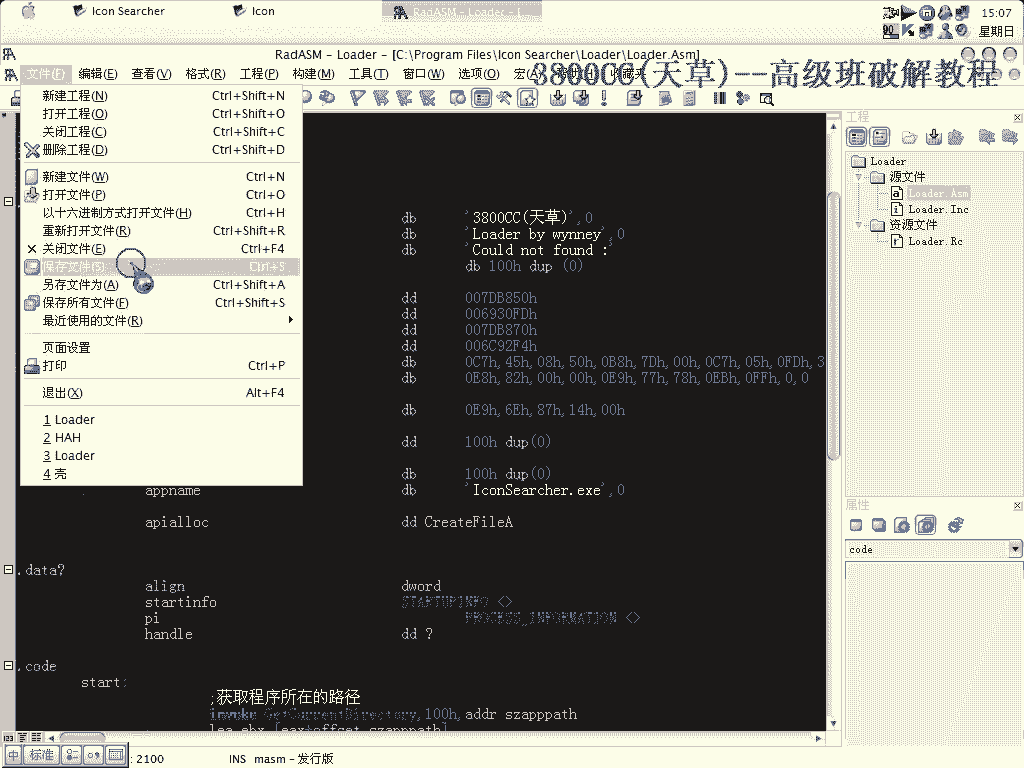 Icon Searcher
Icon
RadASM - Loader - [
15:07
星期日
RadASM - Loader - [C:\Program Files\Icon Searcher\Loader\Loader.Asm]
3800CC(天草)--高级班破解教程
文件(F) 编辑(E) 查看(V) 格式(R) 工程(P) 构建(M) 工具(T) 窗口(W) 选项(O) 宏(A)
新建工程(N) Ctrl+Shift+N
打开工程(O) Ctrl+Shift+O
关闭工程(C) Ctrl+Shift+C
删除工程(D) Ctrl+Shift+D
新建文件(W) Ctrl+N
打开文件(P) Ctrl+O
以十六进制方式打开文件(H) Ctrl+H
重新打开文件(R) Ctrl+Shift+R
关闭文件(E) Ctrl+F4
保存文件(S) Ctrl+S
另存文件为(A) Ctrl+Shift+A
保存所有文件(F) Ctrl+Shift+S
最近使用的文件(R)
页面设置
打印 Ctrl+P
退出(X) Alt+F4
1 Loader
2 HAH
3 Loader
4 壳
db '3800CC(天草)',0
db 'Loader by wynney',0
db 'Could not found :'
db 100h dup (0)
dd 007DB850h
dd 006930FDh
dd 007DB870h
dd 006C92F4h
db 0C7h,45h,08h,50h,0B8h,7Dh,00h,0C7h,05h,0FDh,3
db 0E8h,82h,00h,00h,0E9h,77h,78h,0EBh,0FFh,0,0
db 0E9h,6Eh,87h,14h,00h
dd 100h dup(0)
db 100h dup(0)
appname db 'IconSearcher.exe',0
apialloc dd CreateFileA
.data?
align dword
startinfo STARTUPINFO <>
pi PROCESS_INFORMATION <>
handle dd ?
.code
start:
;获取程序所在的路径
invoke GetCurrentDirectory,100h,addr szapppath
lea ebx,[eax+offset szapppath]
工程
Loader
源文件
Loader.Asm
Loader.Inc
资源文件
Loader.Rc
属性
code
中 标准
: 2100 INS masm - 发行版